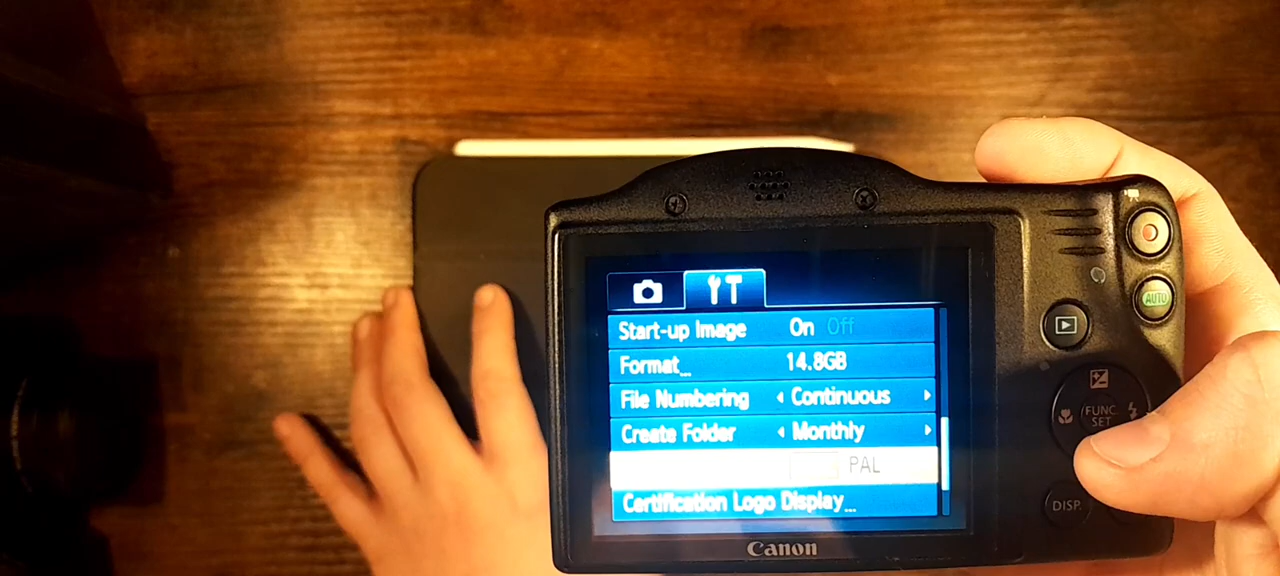 Start-up Image On Off
Format... 14.8GB
File Numbering Continuous
Create Folder Monthly
PAL
Certification Logo Display...
Canon
AUTO
FUNC.
SET
DISP.